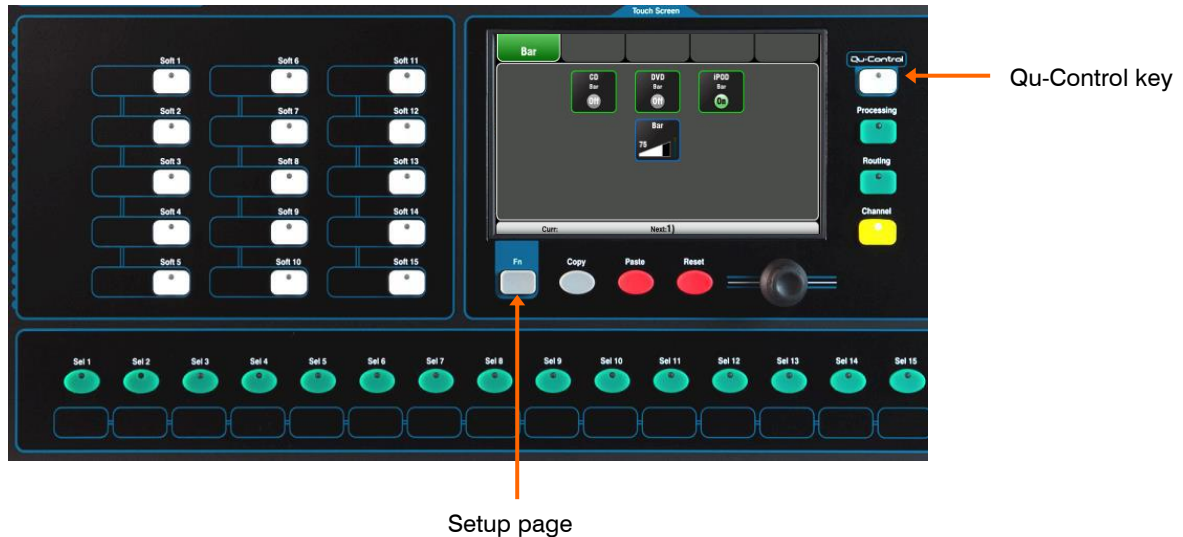 Touch Screen
Soft 1 Soft 6 Soft 11
Soft 2 Soft 7 Soft 12
Soft 3 Soft 8 Soft 13
Soft 4 Soft 9 Soft 14
Soft 5 Soft 10 Soft 15
Bar
CD DVD iPOD
Bar Bar Bar
Off Off On
Bar
75
Curr: Next:1)
Qu-Control
Processing
Routing
Channel
Qu-Control key
Fn Copy Paste Reset
Sel 1 Sel 2 Sel 3 Sel 4 Sel 5 Sel 6 Sel 7 Sel 8 Sel 9 Sel 10 Sel 11 Sel 12 Sel 13 Sel 14 Sel 15
Setup page